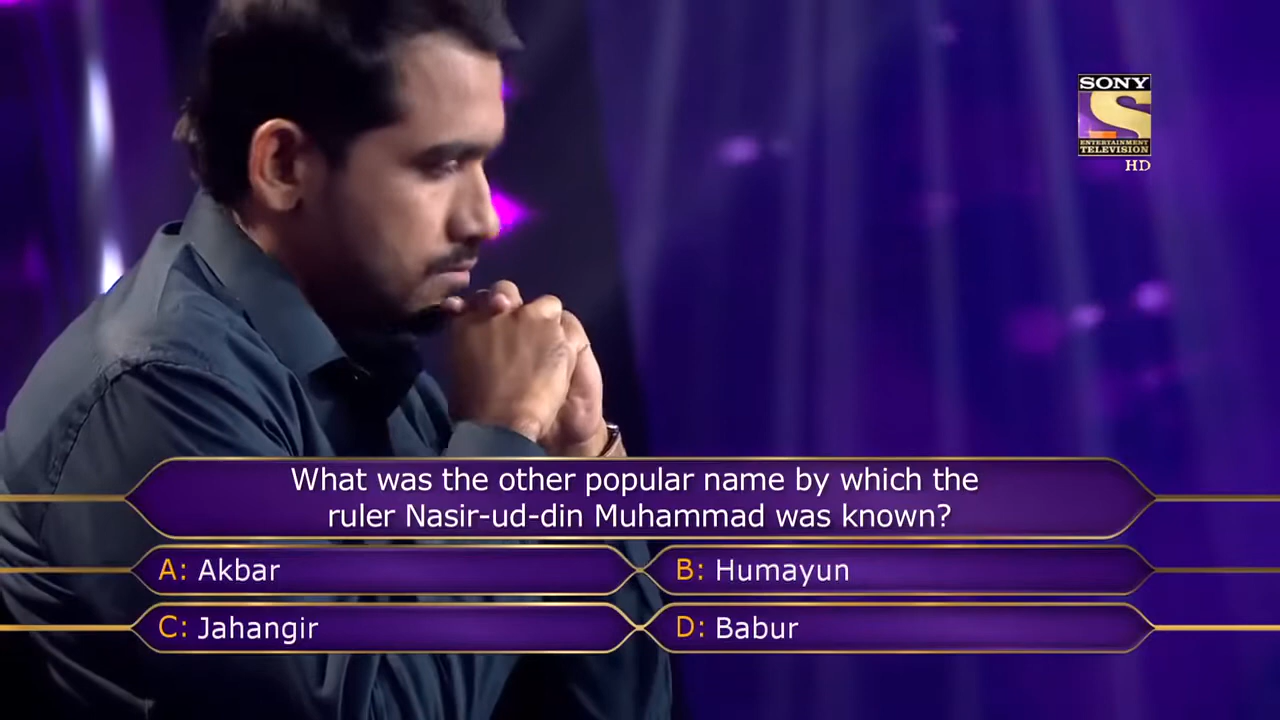 SONY
ENTERTAINMENT
TELEVISION
HD
What was the other popular name by which the
ruler Nasir-ud-din Muhammad was known?
A: Akbar
B: Humayun
C: Jahangir
D: Babur